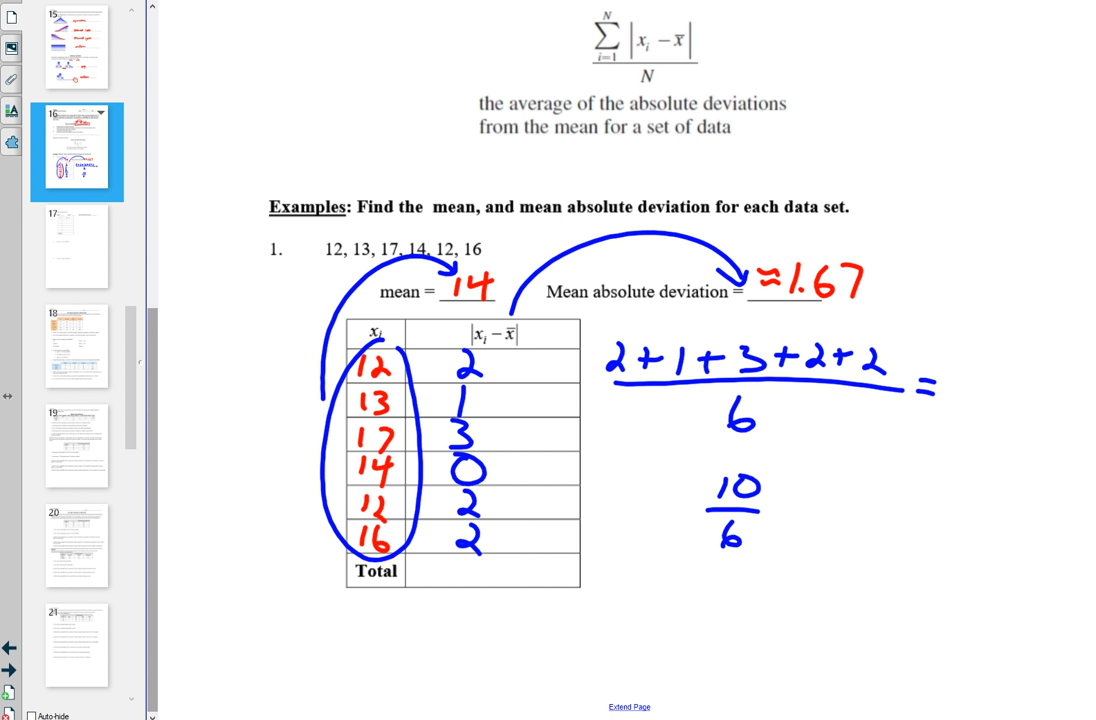 15
16
17
18
19
20
21
Auto-hide
N
∑ |xᵢ − x̄|
i=1
N
the average of the absolute deviations
from the mean for a set of data
Examples: Find the mean, and mean absolute deviation for each data set.
1. 12, 13, 17, 14, 12, 16
mean = 14 Mean absolute deviation = ≈1.67
xᵢ |xᵢ − x̄|
12 2
13 1
17 3
14 0
12 2
16 2
Total
2+1+3+2+2 =
6
10
6
Extend Page